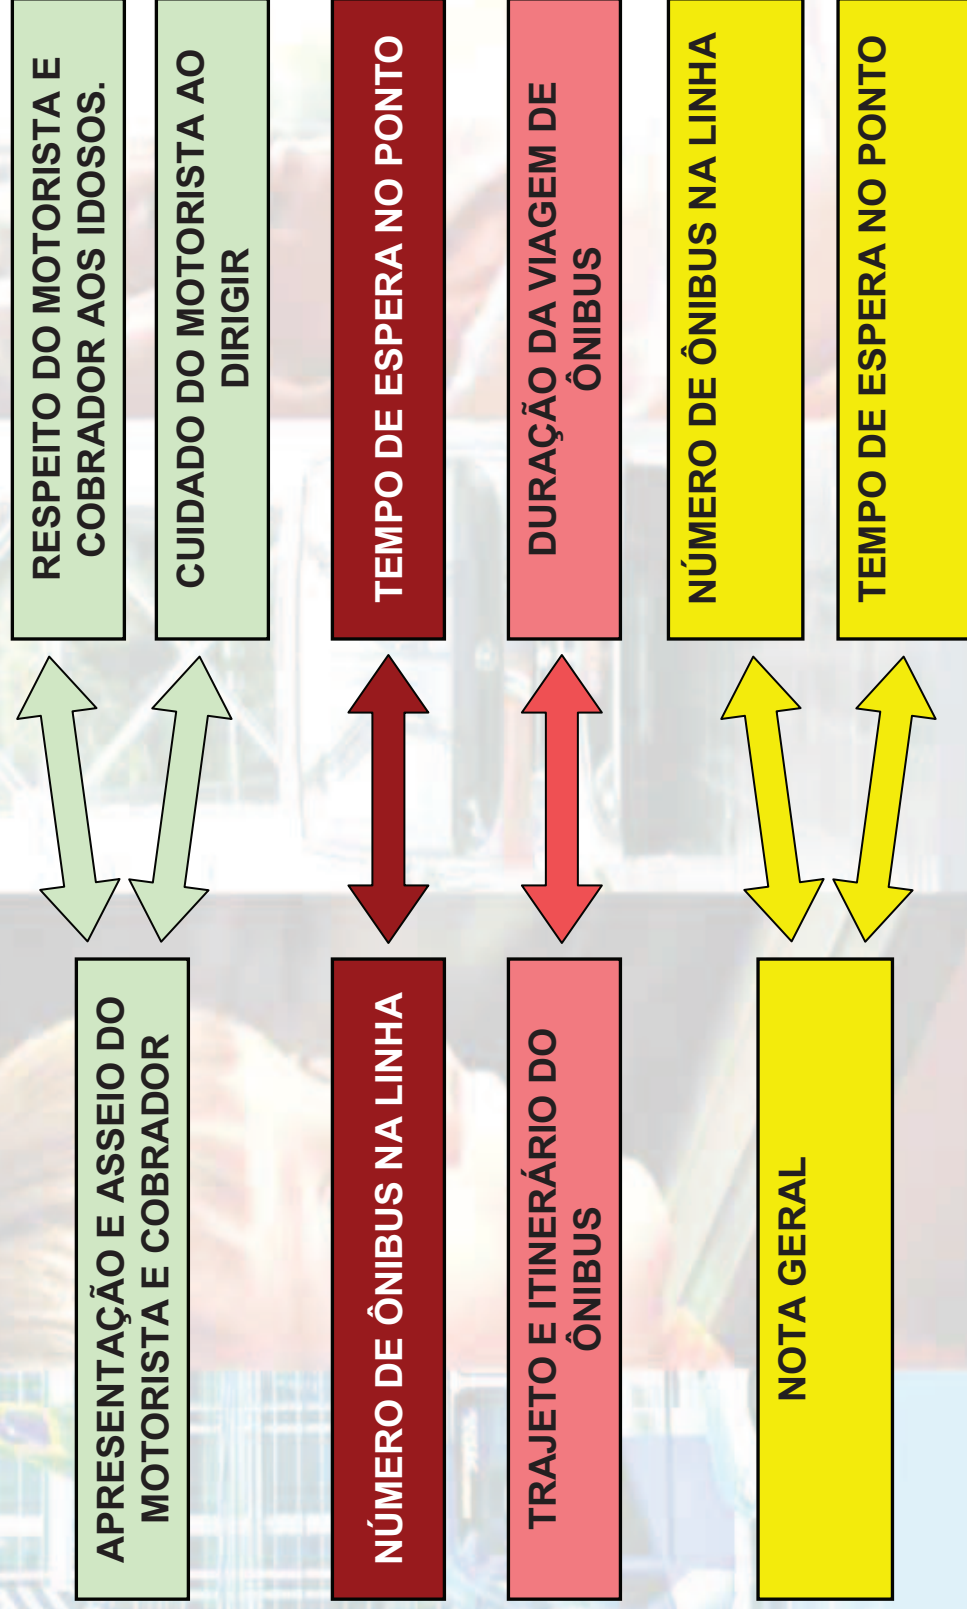 APRESENTAÇÃO E ASSEIO DO
MOTORISTA E COBRADOR
RESPEITO DO MOTORISTA E
COBRADOR AOS IDOSOS.
CUIDADO DO MOTORISTA AO
DIRIGIR
NÚMERO DE ÔNIBUS NA LINHA
TEMPO DE ESPERA NO PONTO
TRAJETO E ITINERÁRIO DO
ÔNIBUS
DURAÇÃO DA VIAGEM DE
ÔNIBUS
NOTA GERAL
NÚMERO DE ÔNIBUS NA LINHA
TEMPO DE ESPERA NO PONTO